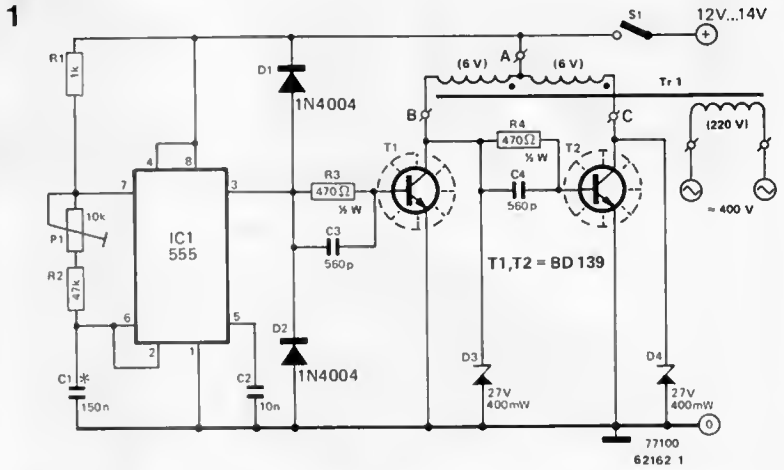 1
S1
12V...14V
+
R1
1k
D1
1N4004
(6 V)
A
(6 V)
Tr 1
B
C
(220 V)
≈ 400 V
4
8
7
3
P1
10k
IC1
555
R2
47k
6
2
1
5
R3
470Ω
½ W
C3
560p
T1
R4
470Ω
½ W
C4
560p
T2
T1,T2 = BD 139
D2
1N4004
C1
*
150n
C2
10n
D3
27V
400mW
D4
27V
400mW
0
77100
62162 1